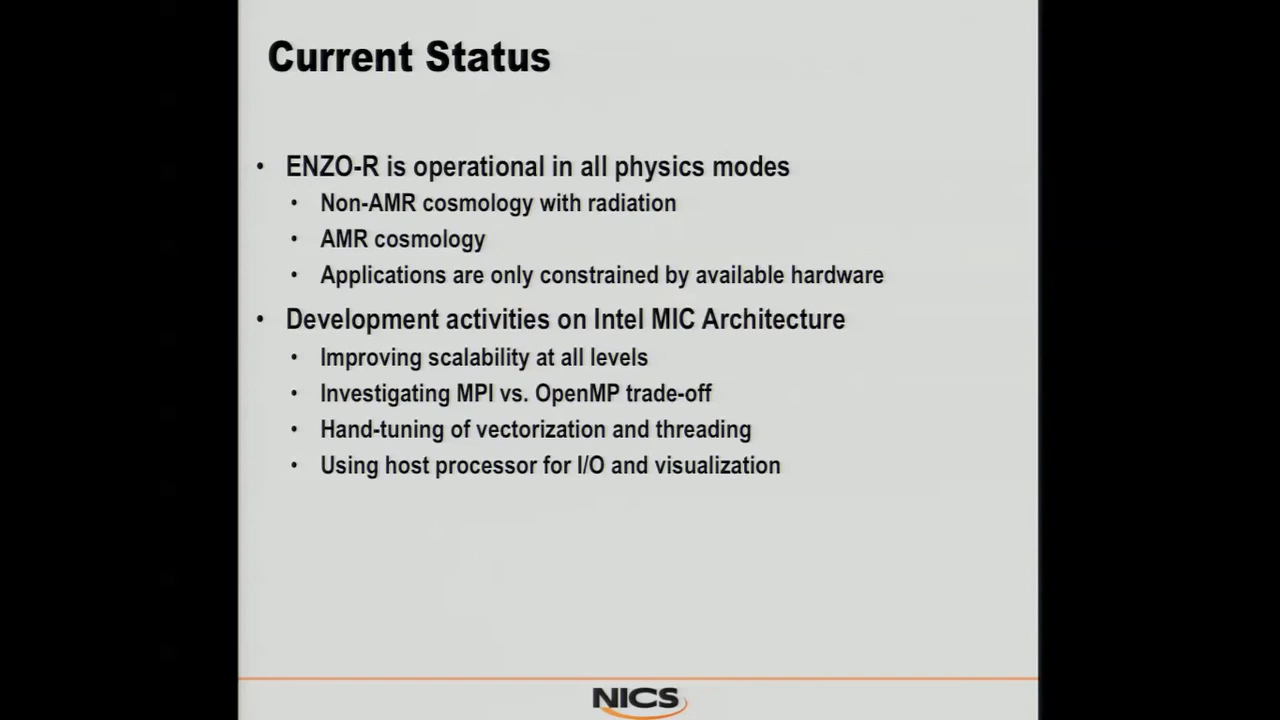 Current Status
• ENZO-R is operational in all physics modes
• Non-AMR cosmology with radiation
• AMR cosmology
• Applications are only constrained by available hardware
• Development activities on Intel MIC Architecture
• Improving scalability at all levels
• Investigating MPI vs. OpenMP trade-off
• Hand-tuning of vectorization and threading
• Using host processor for I/O and visualization
NICS